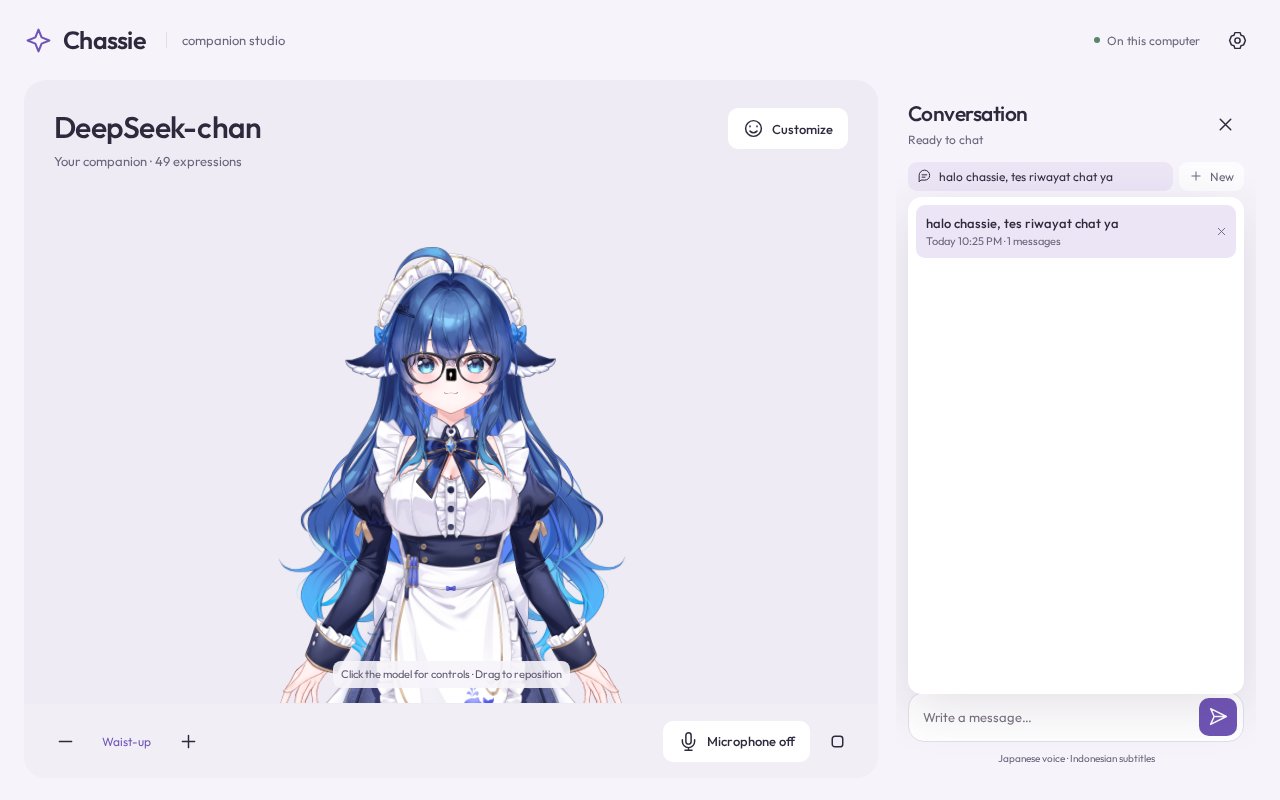 Chassie
companion studio
On this computer
DeepSeek-chan
Your companion · 49 expressions
Customize
Click the model for controls · Drag to reposition
Waist-up
Microphone off
Conversation
Ready to chat
halo chassie, tes riwayat chat ya
New
halo chassie, tes riwayat chat ya
Today 10:25 PM · 1 messages
Write a message...
Japanese voice · Indonesian subtitles